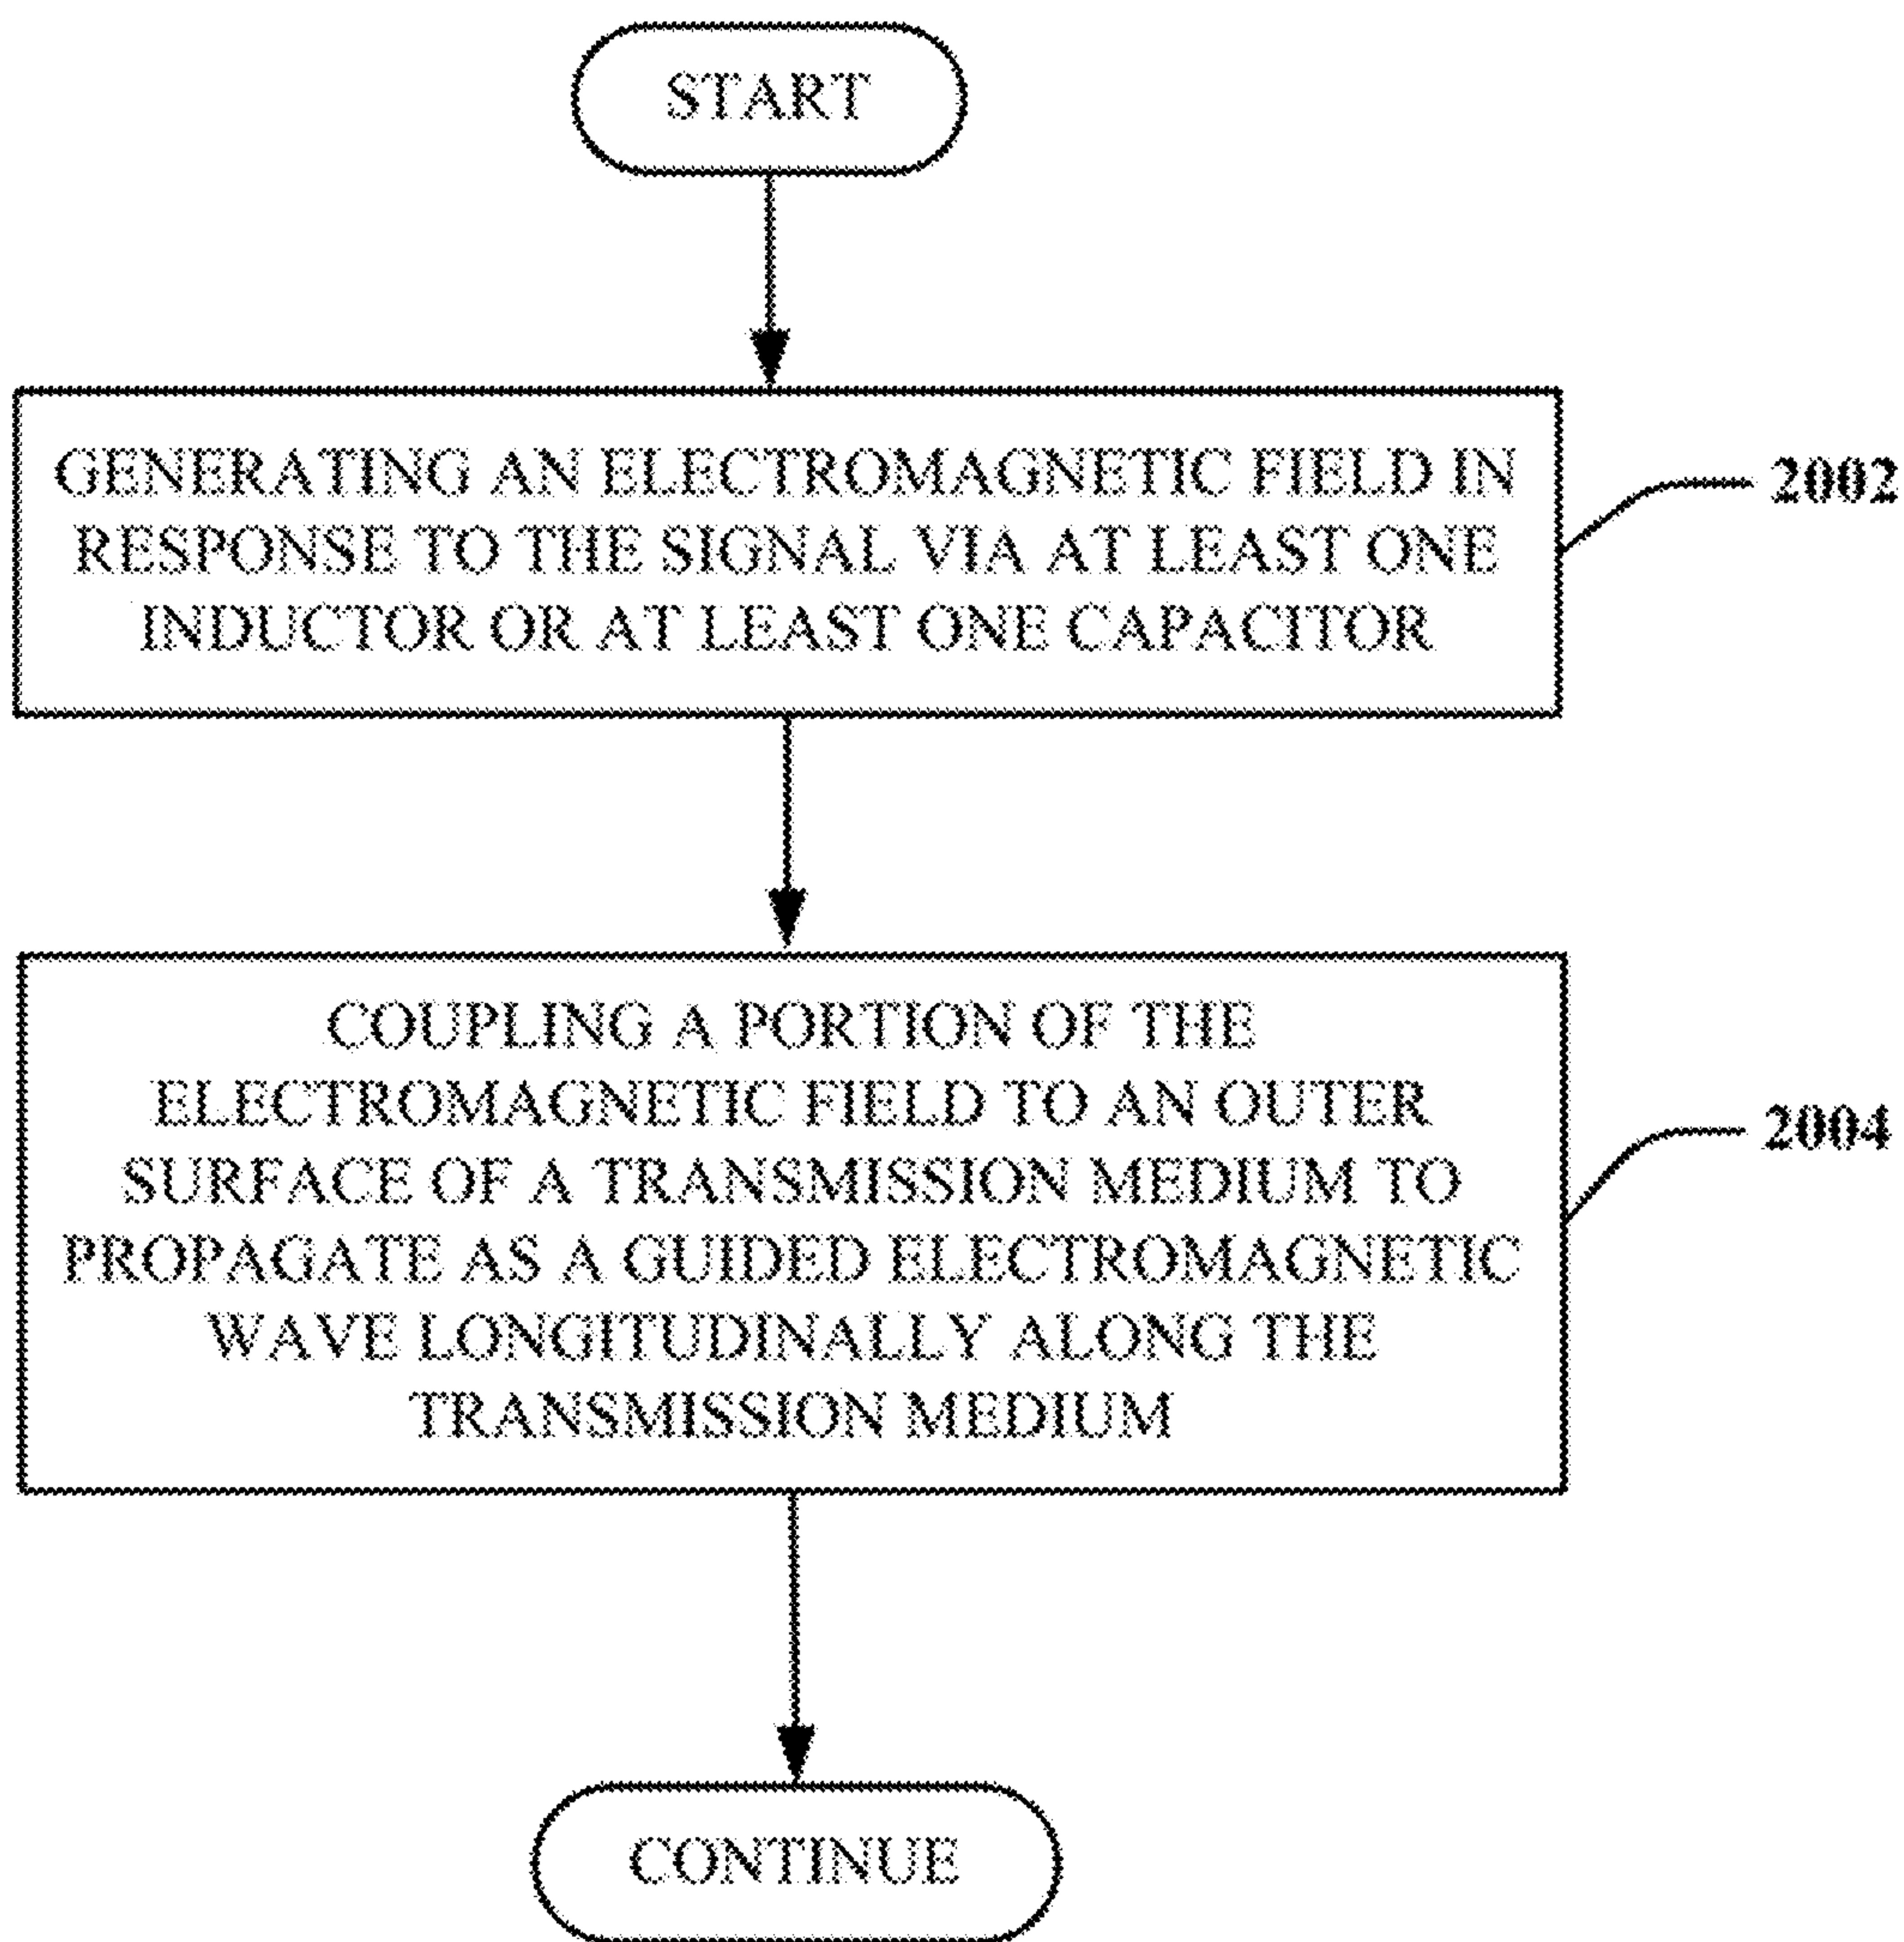 START
GENERATING AN ELECTROMAGNETIC FIELD IN
RESPONSE TO THE SIGNAL VIA AT LEAST ONE
INDUCTOR OR AT LEAST ONE CAPACITOR
2002
COUPLING A PORTION OF THE
ELECTROMAGNETIC FIELD TO AN OUTER
SURFACE OF A TRANSMISSION MEDIUM TO
PROPAGATE AS A GUIDED ELECTROMAGNETIC
WAVE LONGITUDINALLY ALONG THE
TRANSMISSION MEDIUM
2004
CONTINUE